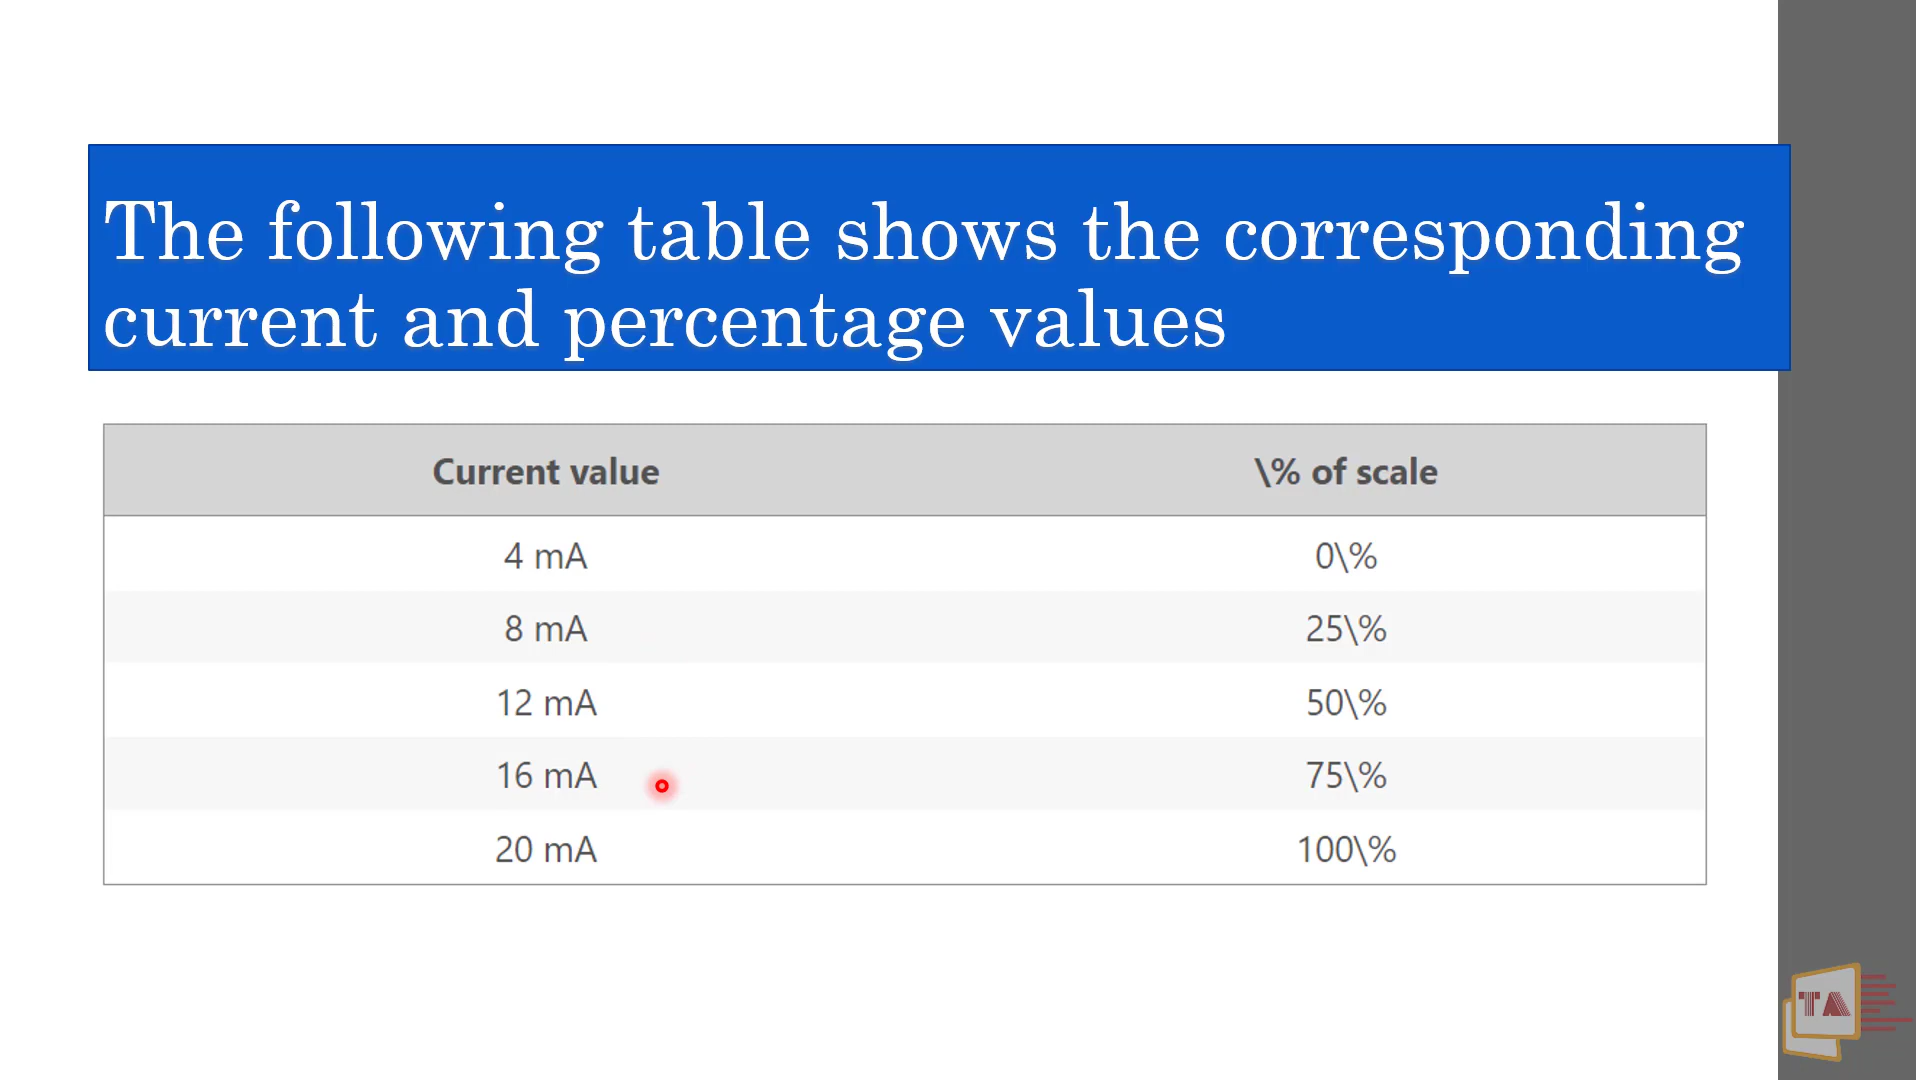 The following table shows the corresponding
current and percentage values
Current value \% of scale
4 mA 0\%
8 mA 25\%
12 mA 50\%
16 mA 75\%
20 mA 100\%
TA